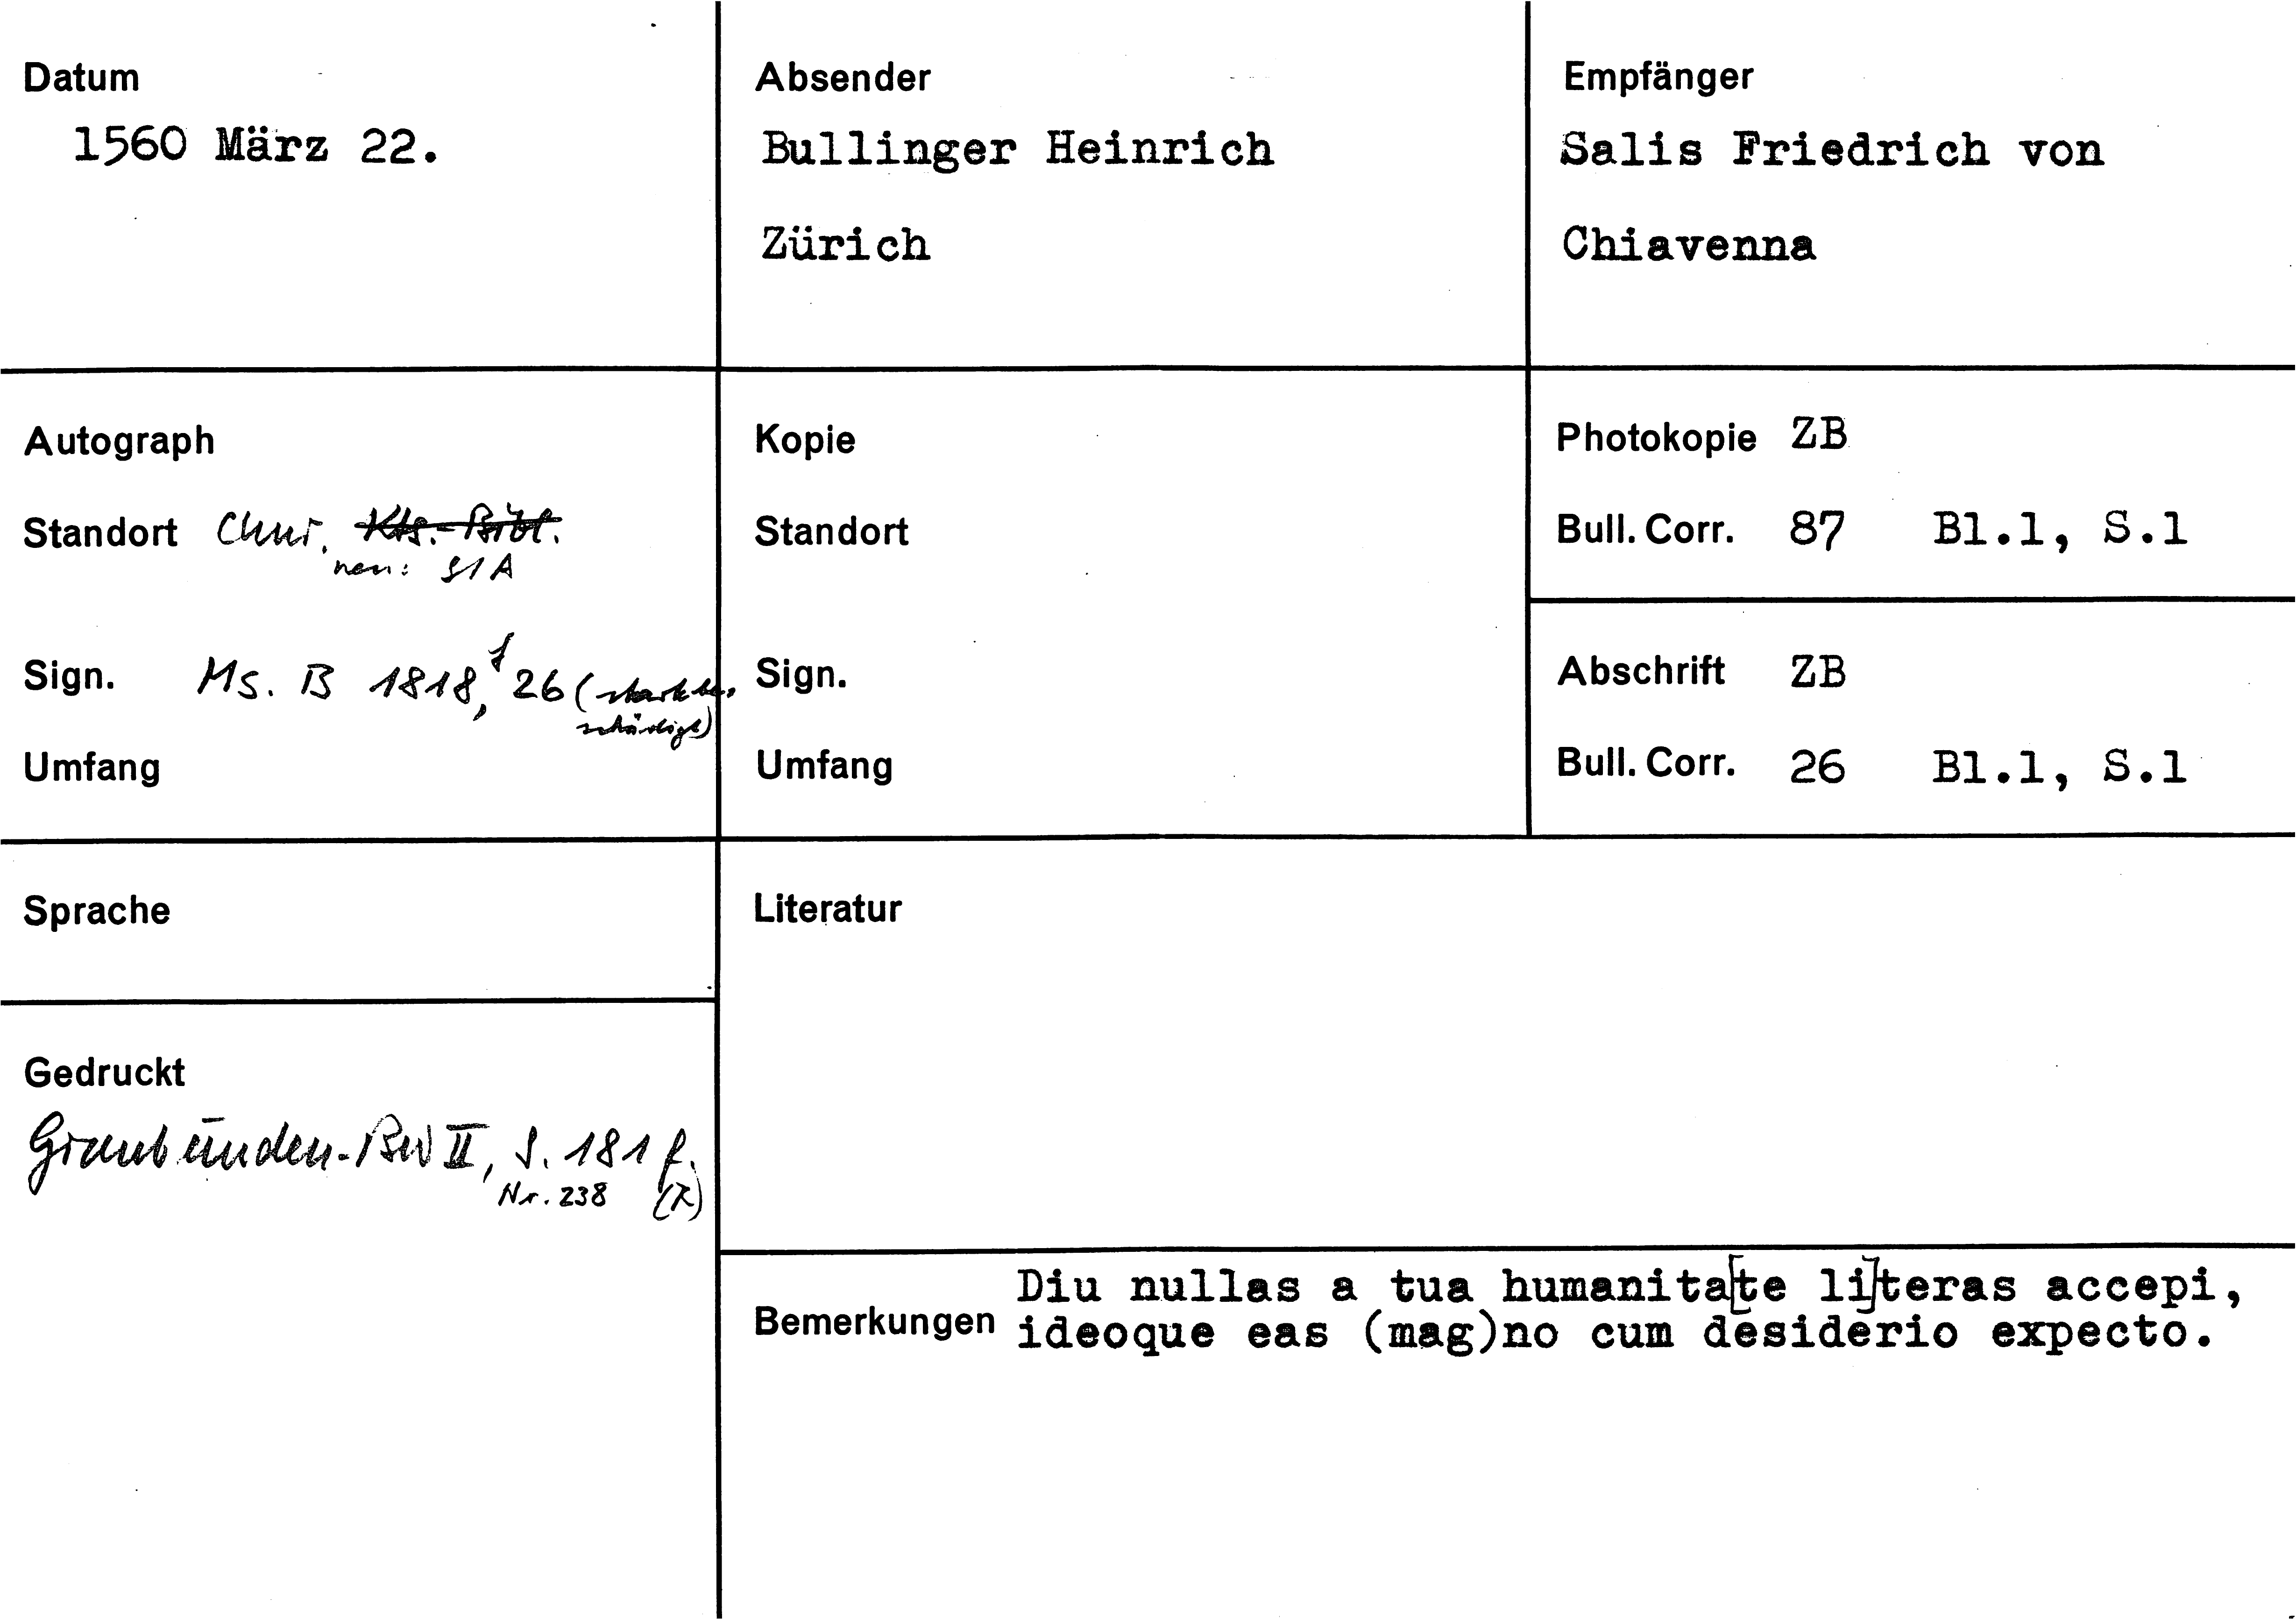 Datum
1560 März 22.
Absender
Bullinger Heinrich
Zürich
Empfänger
Salis Friedrich von
Chiavenna
Autograph
Standort Chur, Kts.-Bibl.
neu: StA
Sign. Ms. B 1818, 26 (stark be-
schädigt)
Umfang
Kopie
Standort
Sign.
Umfang
Photokopie ZB
Bull. Corr. 87 Bl.1, S.1
Abschrift ZB
Bull. Corr. 26 Bl.1, S.1
Sprache
Gedruckt
Graubünden-BW II, S. 181 f.
Nr. 238 (R)
Literatur
Bemerkungen
Diu nullas a tua humanita[te li]teras accepi,
ideoque eas (mag)no cum desiderio expecto.